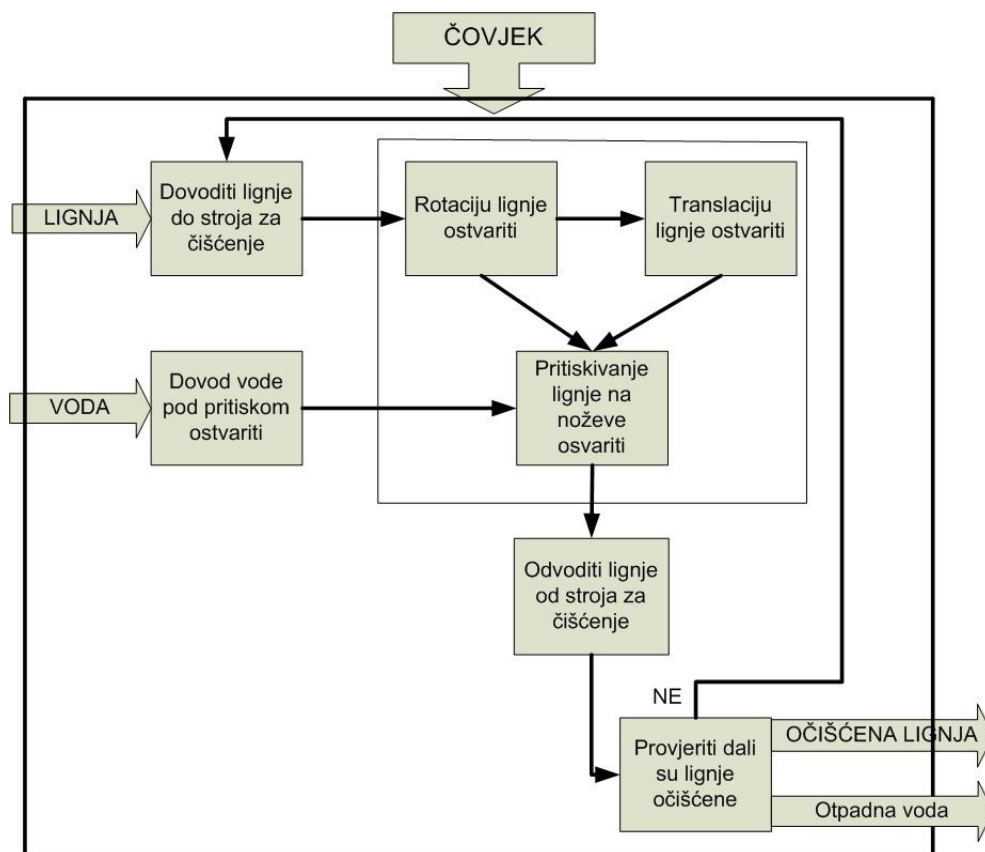 ČOVJEK
LIGNJA
Dovoditi lignje
do stroja za
čišćenje
Rotaciju lignje
ostvariti
Translaciju
lignje ostvariti
VODA
Dovod vode
pod pritiskom
ostvariti
Pritiskivanje
lignje na
noževe
osvariti
Odvoditi lignje
od stroja za
čišćenje
NE
Provjeriti dali
su lignje
očišćene
OČIŠĆENA LIGNJA
Otpadna voda